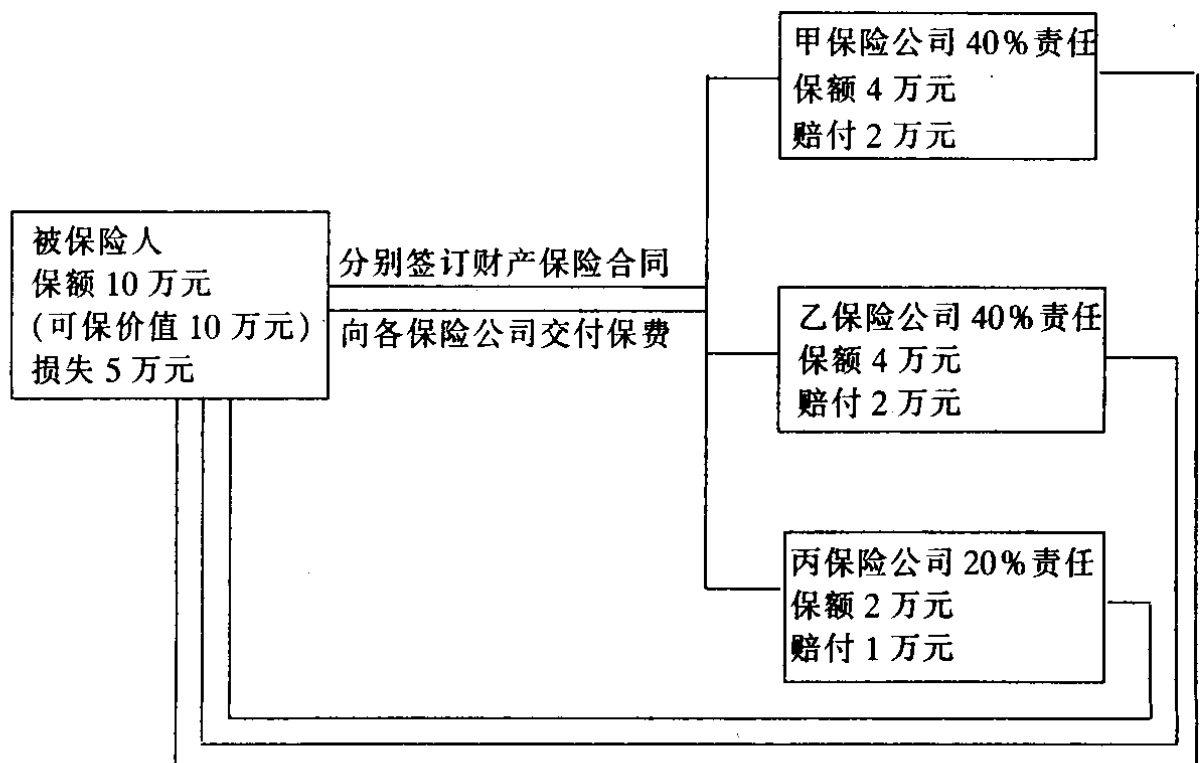 被保险人
保额 10 万元
(可保价值 10 万元)
损失 5 万元
分别签订财产保险合同
向各保险公司交付保费
甲保险公司 40%责任
保额 4 万元
赔付 2 万元
乙保险公司 40%责任
保额 4 万元
赔付 2 万元
丙保险公司 20%责任
保额 2 万元
赔付 1 万元